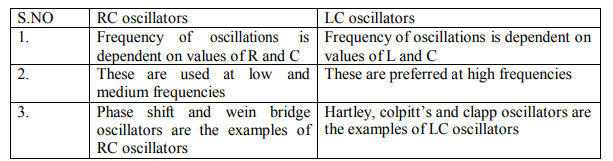 S.NO RC oscillators LC oscillators
1. Frequency of oscillations is Frequency of oscillations is dependent on
dependent on values of R and C values of L and C
2. These are used at low and These are preferred at high frequencies
medium frequencies
3. Phase shift and wein bridge Hartley, colpitt's and clapp oscillators are
oscillators are the examples of the examples of LC oscillators
RC oscillators